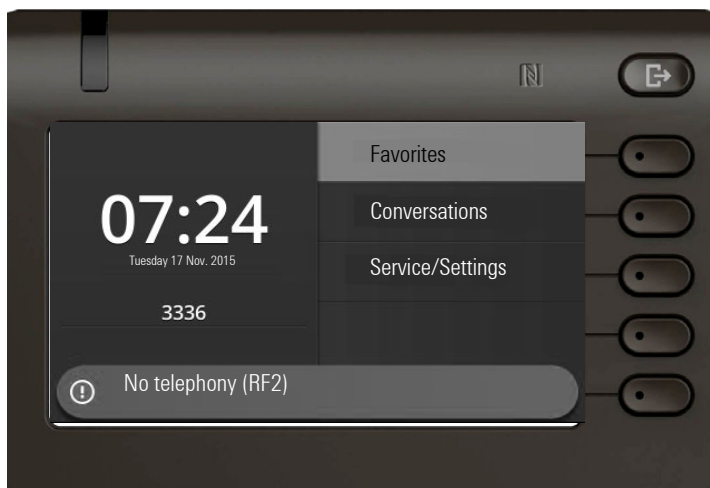 07:24
Tuesday 17 Nov. 2015
3336
Favorites
Conversations
Service/Settings
No telephony (RF2)